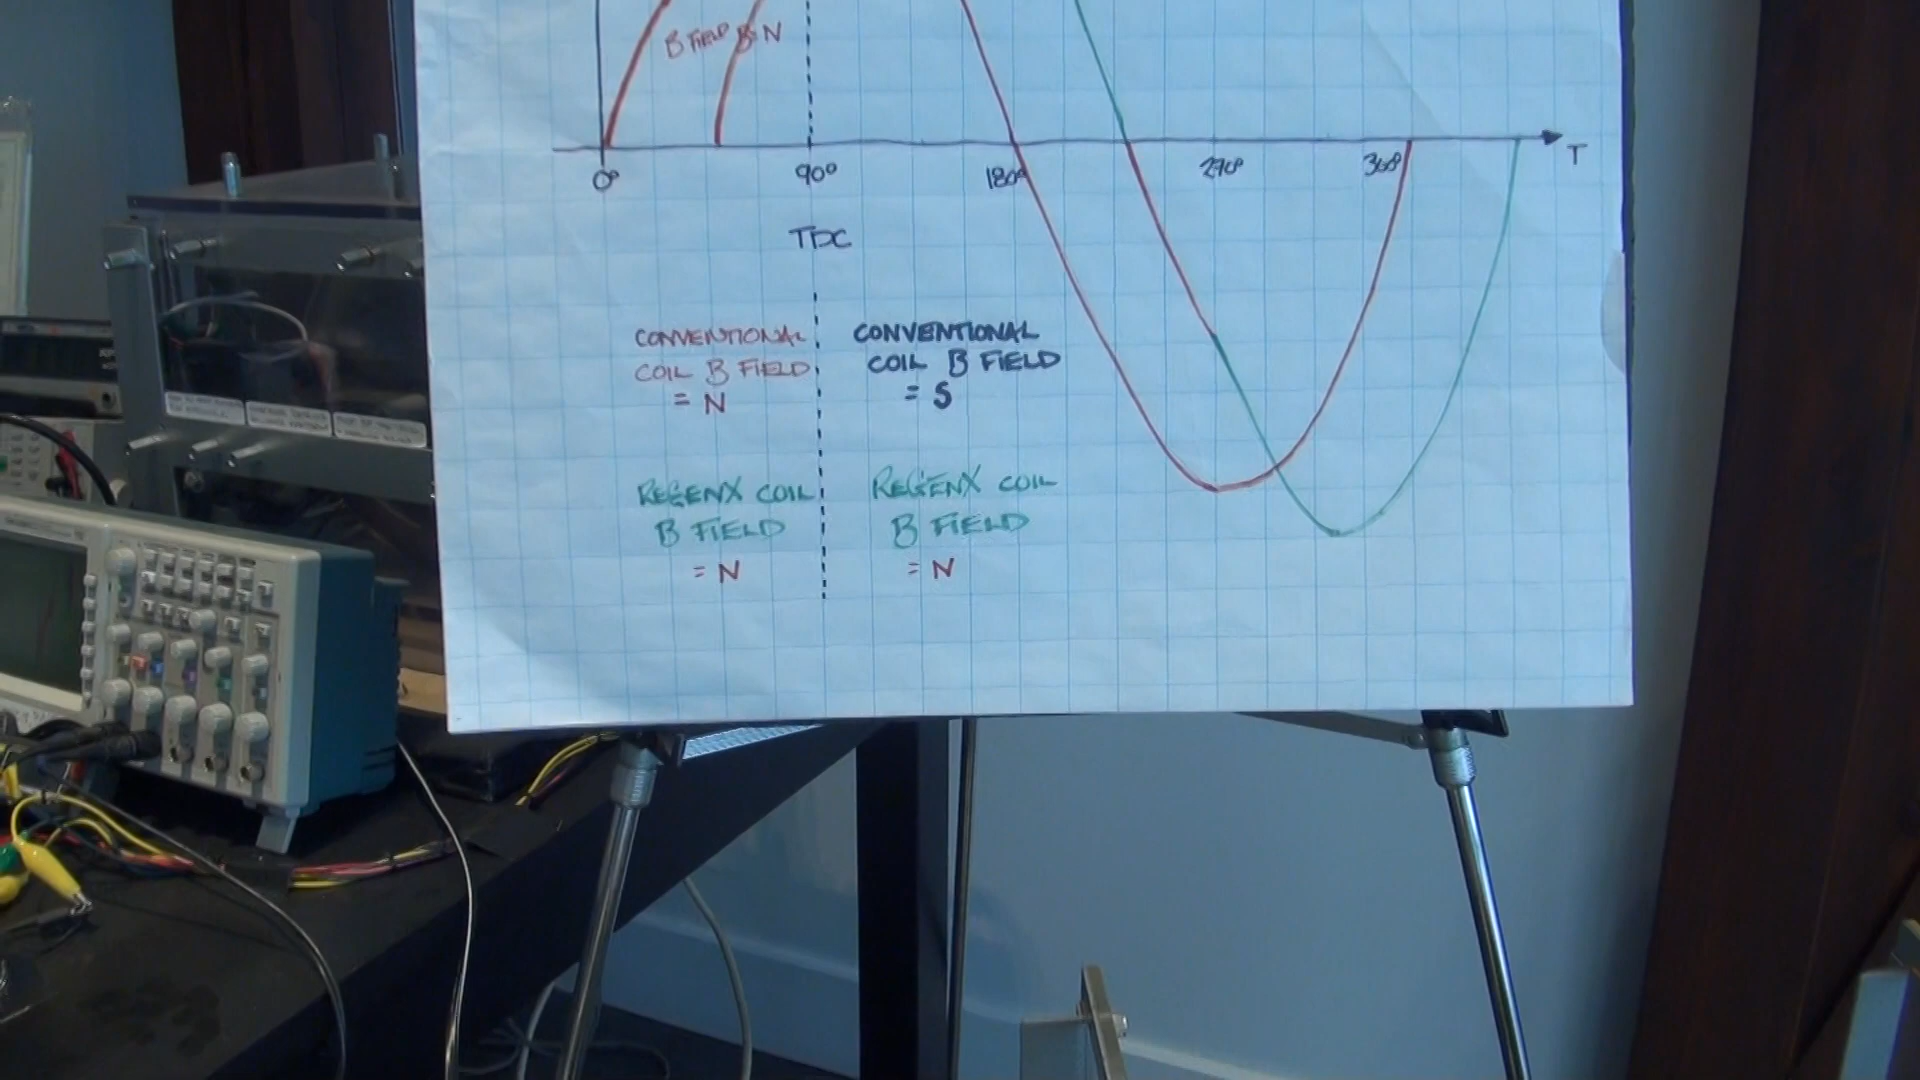 B FIELD B=N
T
0° 90° 180° 270° 360°
TDC
CONVENTIONAL
COIL B FIELD
= N
CONVENTIONAL
COIL B FIELD
= S
REGENX COIL
B FIELD
= N
REGENX COIL
B FIELD
= N